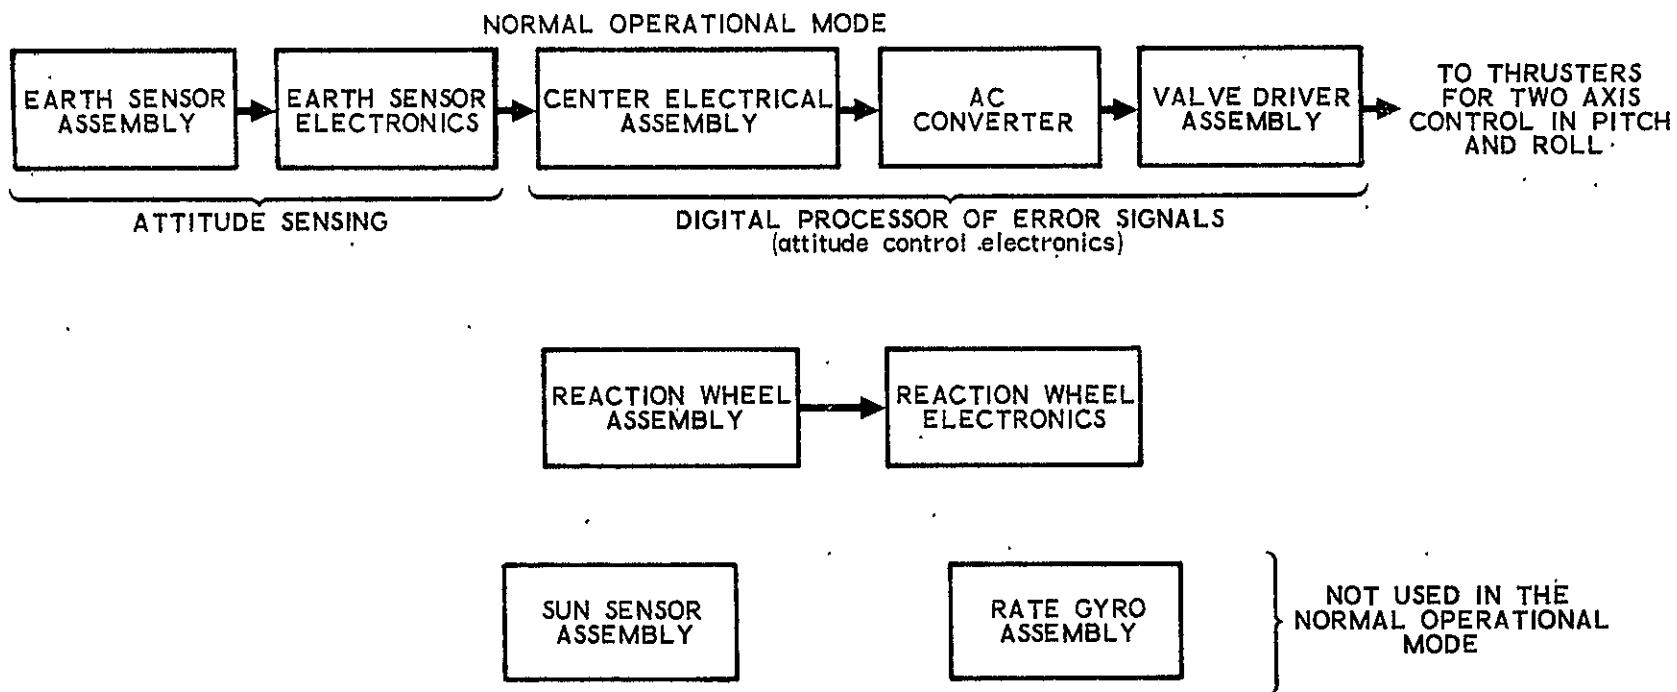 NORMAL OPERATIONAL MODE
EARTH SENSOR
ASSEMBLY
EARTH SENSOR
ELECTRONICS
CENTER ELECTRICAL
ASSEMBLY
AC
CONVERTER
VALVE DRIVER
ASSEMBLY
TO THRUSTERS
FOR TWO AXIS
CONTROL IN PITCH
AND ROLL
ATTITUDE SENSING
DIGITAL PROCESSOR OF ERROR SIGNALS
(attitude control electronics)
REACTION WHEEL
ASSEMBLY
REACTION WHEEL
ELECTRONICS
SUN SENSOR
ASSEMBLY
RATE GYRO
ASSEMBLY
NOT USED IN THE
NORMAL OPERATIONAL
MODE